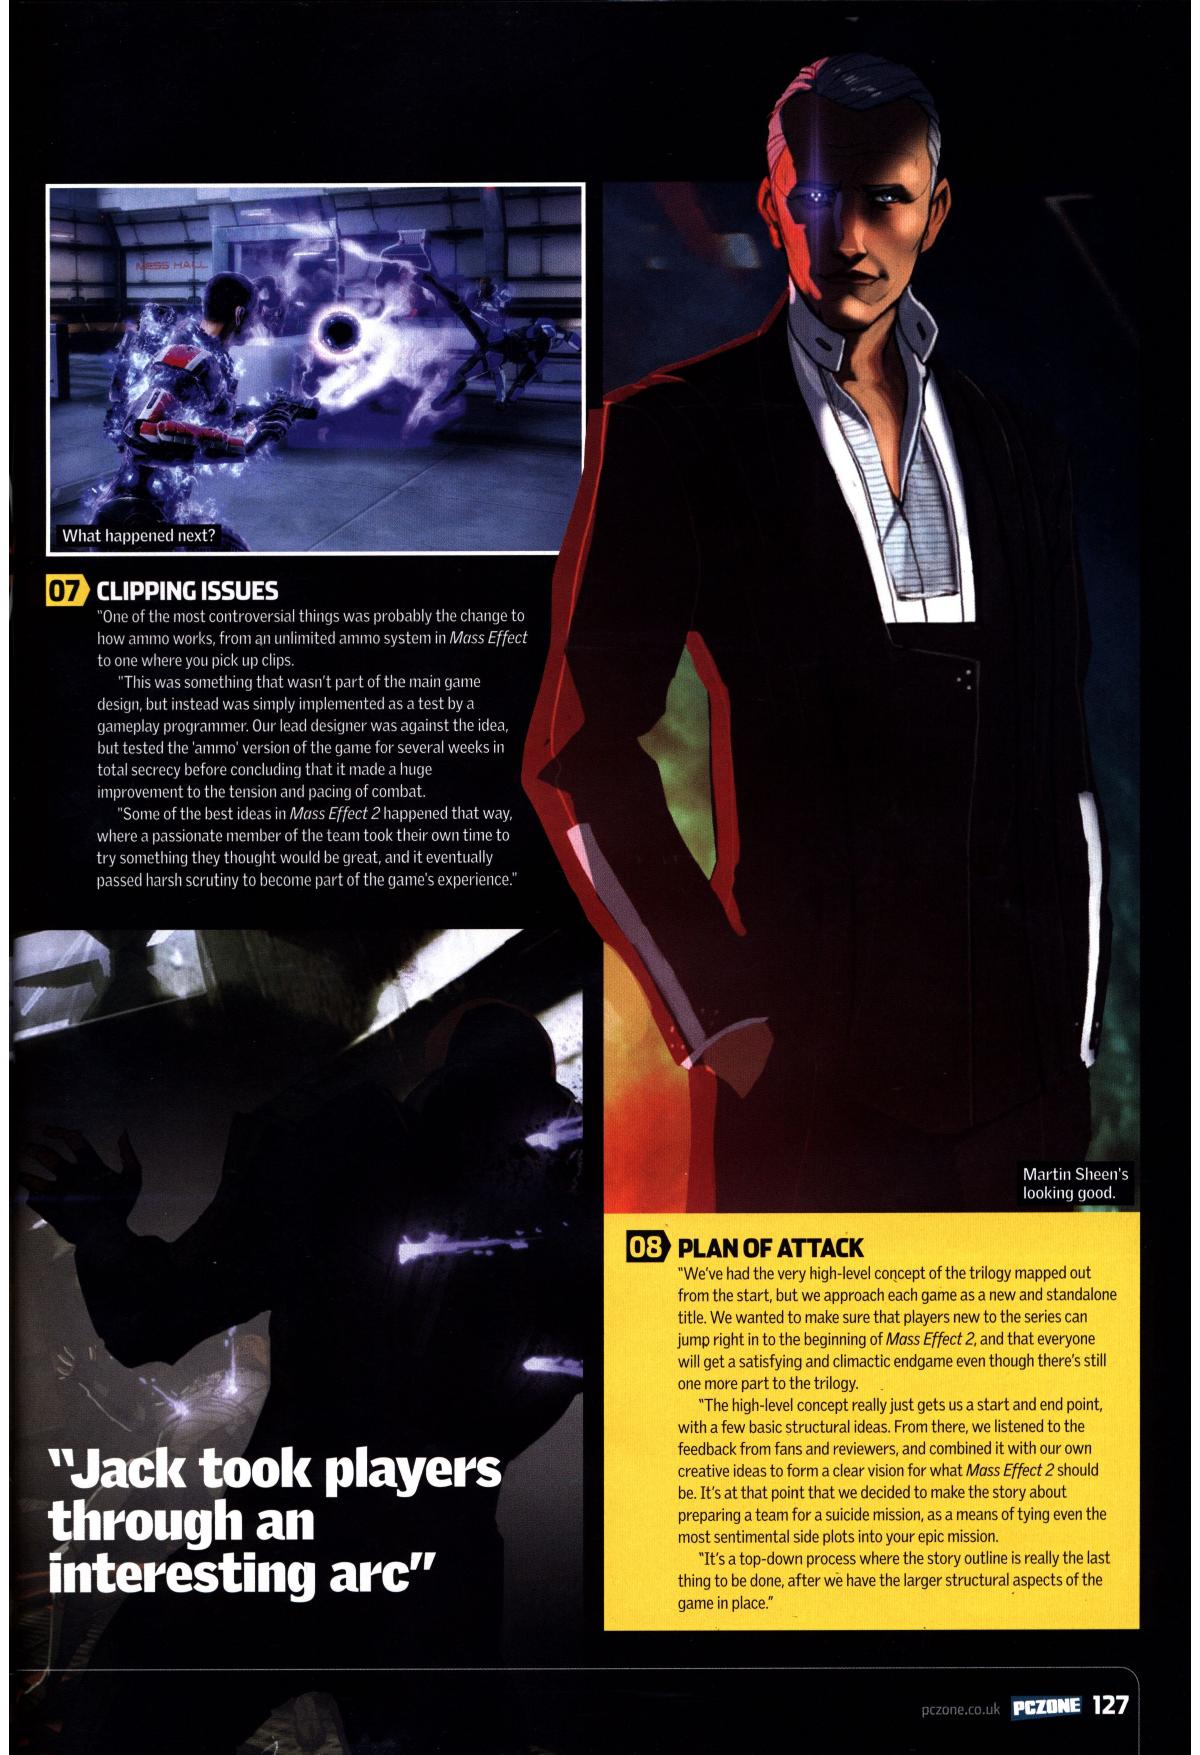 MESS HALL
What happened next?
07 CLIPPING ISSUES
"One of the most controversial things was probably the change to
how ammo works, from an unlimited ammo system in Mass Effect
to one where you pick up clips.
"This was something that wasn't part of the main game
design, but instead was simply implemented as a test by a
gameplay programmer. Our lead designer was against the idea,
but tested the 'ammo' version of the game for several weeks in
total secrecy before concluding that it made a huge
improvement to the tension and pacing of combat.
"Some of the best ideas in Mass Effect 2 happened that way,
where a passionate member of the team took their own time to
try something they thought would be great, and it eventually
passed harsh scrutiny to become part of the game's experience."
"Jack took players
through an
interesting arc"
Martin Sheen's
looking good.
08 PLAN OF ATTACK
"We've had the very high-level concept of the trilogy mapped out
from the start, but we approach each game as a new and standalone
title. We wanted to make sure that players new to the series can
jump right in to the beginning of Mass Effect 2, and that everyone
will get a satisfying and climactic endgame even though there's still
one more part to the trilogy.
"The high-level concept really just gets us a start and end point,
with a few basic structural ideas. From there, we listened to the
feedback from fans and reviewers, and combined it with our own
creative ideas to form a clear vision for what Mass Effect 2 should
be. It's at that point that we decided to make the story about
preparing a team for a suicide mission, as a means of tying even the
most sentimental side plots into your epic mission.
"It's a top-down process where the story outline is really the last
thing to be done, after we have the larger structural aspects of the
game in place."
pczone.co.uk PCZONE 127